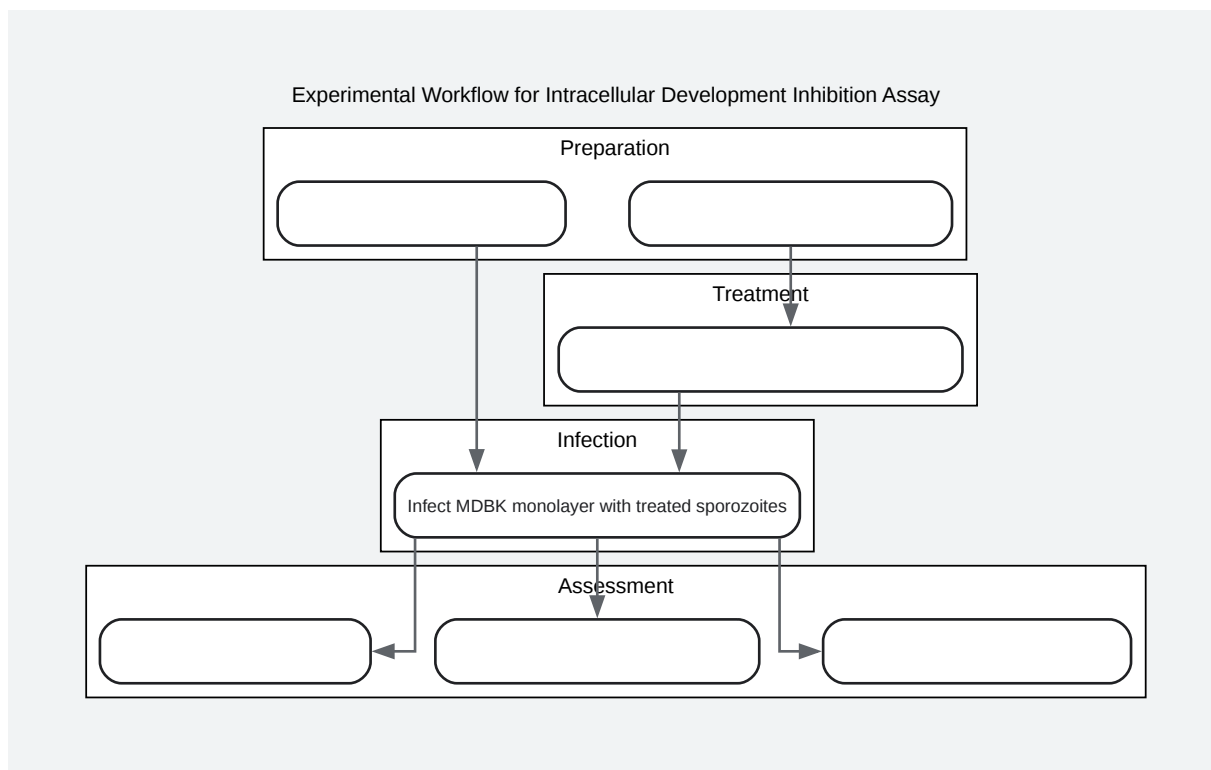 Experimental Workflow for Intracellular Development Inhibition Assay
Preparation
Treatment
Infection
Infect MDBK monolayer with treated sporozoites
Assessment